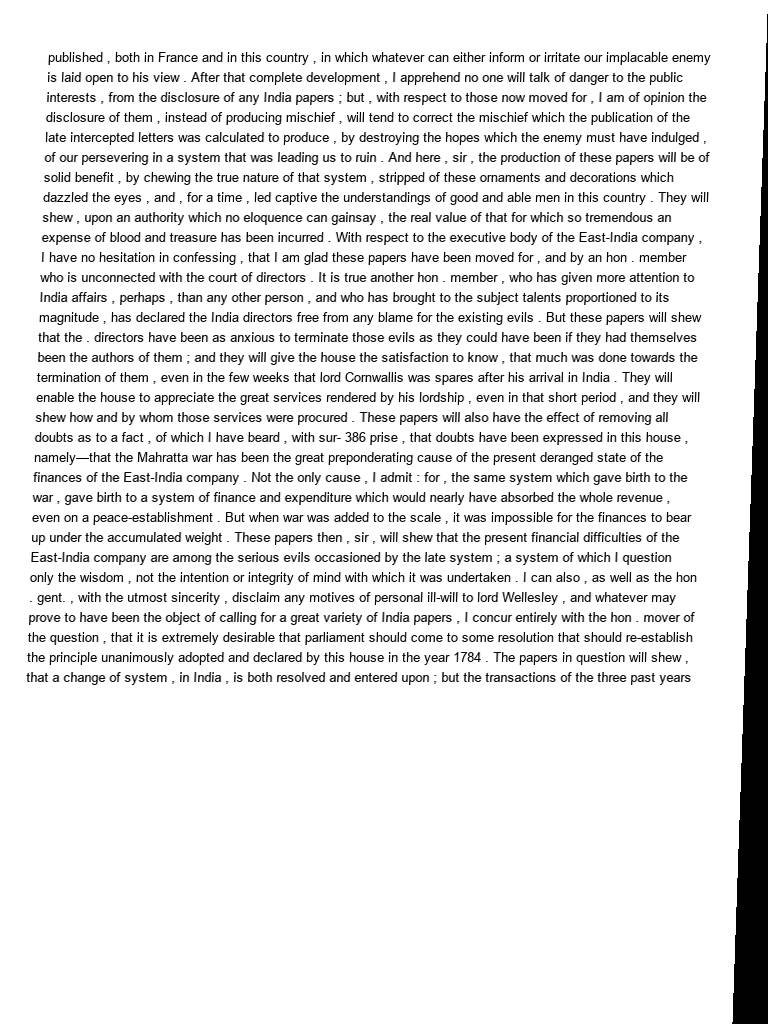 published , both in France and in this country , in which whatever can either inform or irritate our implacable enemy
is laid open to his view . After that complete development , I apprehend no one will talk of danger to the public
interests , from the disclosure of any India papers ; but , with respect to those now moved for , I am of opinion the
disclosure of them , instead of producing mischief , will tend to correct the mischief which the publication of the
late intercepted letters was calculated to produce , by destroying the hopes which the enemy must have indulged ,
of our persevering in a system that was leading us to ruin . And here , sir , the production of these papers will be of
solid benefit , by chewing the true nature of that system , stripped of these ornaments and decorations which
dazzled the eyes , and , for a time , led captive the understandings of good and able men in this country . They will
shew , upon an authority which no eloquence can gainsay , the real value of that for which so tremendous an
expense of blood and treasure has been incurred . With respect to the executive body of the East-India company ,
I have no hesitation in confessing , that I am glad these papers have been moved for , and by an hon . member
who is unconnected with the court of directors . It is true another hon . member , who has given more attention to
India affairs , perhaps , than any other person , and who has brought to the subject talents proportioned to its
magnitude , has declared the India directors free from any blame for the existing evils . But these papers will shew
that the . directors have been as anxious to terminate those evils as they could have been if they had themselves
been the authors of them ; and they will give the house the satisfaction to know , that much was done towards the
termination of them , even in the few weeks that lord Cornwallis was spares after his arrival in India . They will
enable the house to appreciate the great services rendered by his lordship , even in that short period , and they will
shew how and by whom those services were procured . These papers will also have the effect of removing all
doubts as to a fact , of which I have beard , with sur- 386 prise , that doubts have been expressed in this house ,
namely—that the Mahratta war has been the great preponderating cause of the present deranged state of the
finances of the East-India company . Not the only cause , I admit : for , the same system which gave birth to the
war , gave birth to a system of finance and expenditure which would nearly have absorbed the whole revenue ,
even on a peace-establishment . But when war was added to the scale , it was impossible for the finances to bear
up under the accumulated weight . These papers then , sir , will shew that the present financial difficulties of the
East-India company are among the serious evils occasioned by the late system ; a system of which I question
only the wisdom , not the intention or integrity of mind with which it was undertaken . I can also , as well as the hon
. gent. , with the utmost sincerity , disclaim any motives of personal ill-will to lord Wellesley , and whatever may
prove to have been the object of calling for a great variety of India papers , I concur entirely with the hon . mover of
the question , that it is extremely desirable that parliament should come to some resolution that should re-establish
the principle unanimously adopted and declared by this house in the year 1784 . The papers in question will shew ,
that a change of system , in India , is both resolved and entered upon ; but the transactions of the three past years